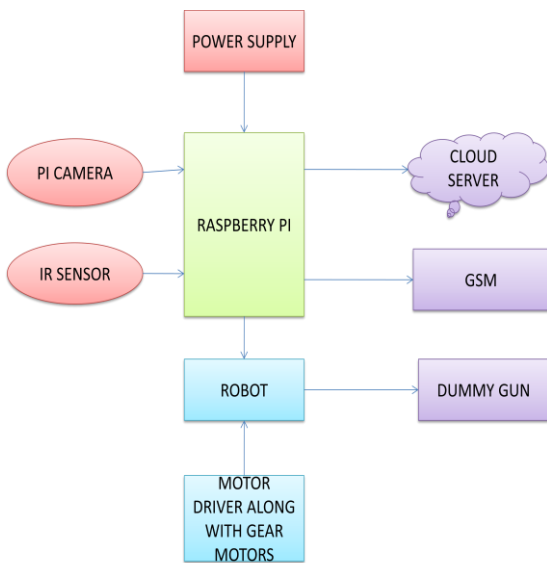 POWER SUPPLY
PI CAMERA
CLOUD
SERVER
RASPBERRY PI
IR SENSOR
GSM
ROBOT
DUMMY GUN
MOTOR
DRIVER ALONG
WITH GEAR
MOTORS